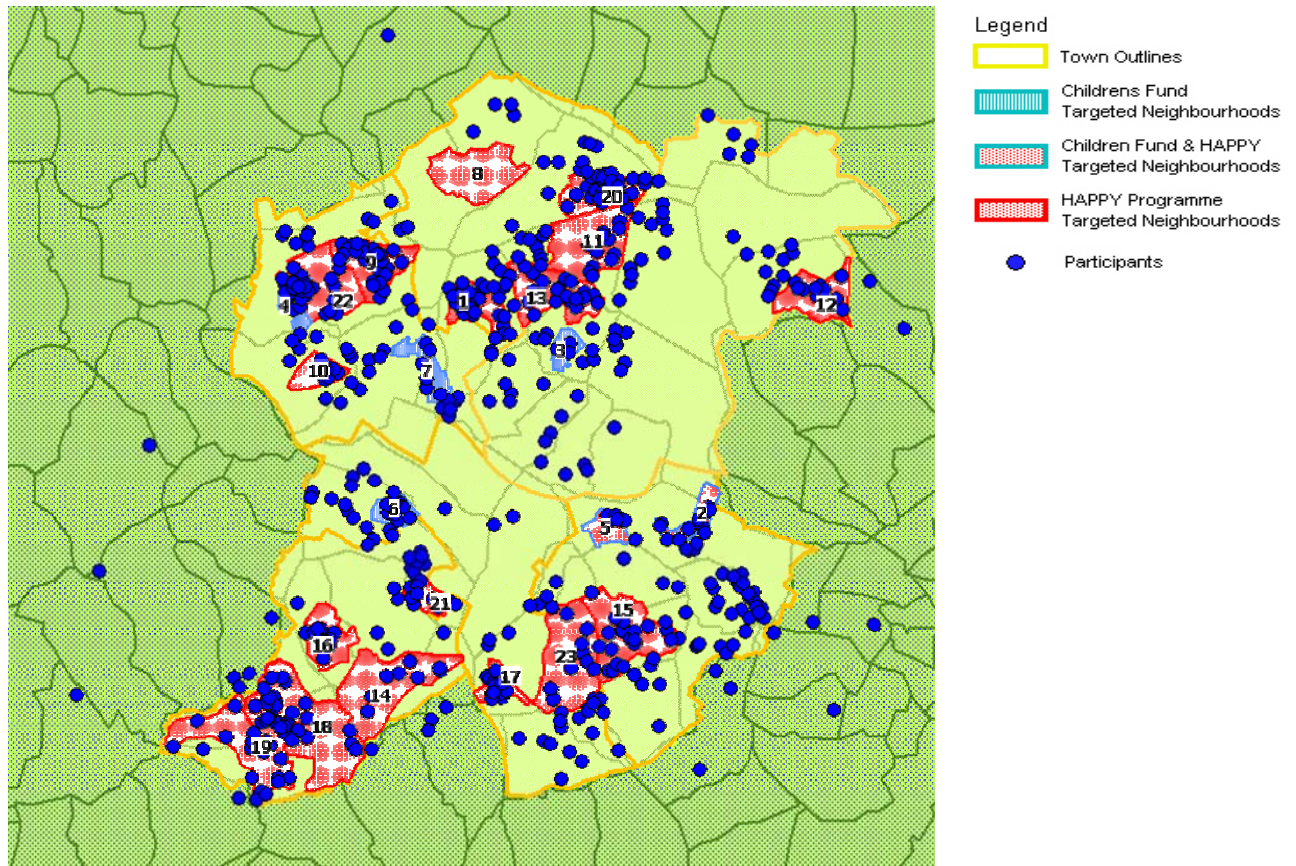 Legend
Town Outlines
Childrens Fund
Targeted Neighbourhoods
Children Fund & HAPPY
Targeted Neighbourhoods
HAPPY Programme
Targeted Neighbourhoods
Participants
8
20
11
9
4
22
1
13
12
3
10
7
6
2
5
21
15
16
23
17
14
18
19